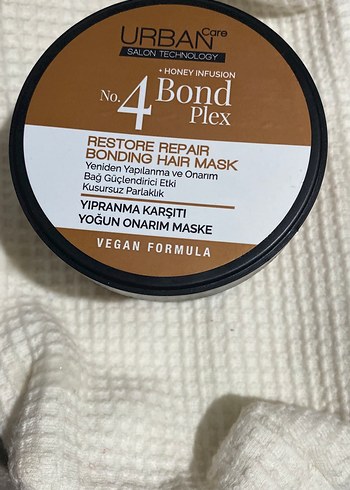 URBAN Care
SALON TECHNOLOGY
+ HONEY INFUSION
No.4 Bond
Plex
RESTORE REPAIR
BONDING HAIR MASK
Yeniden Yapılanma ve Onarım
Bağ Güçlendirici Etki
Kusursuz Parlaklık
YIPRANMA KARŞITI
YOĞUN ONARIM MASKE
VEGAN FORMULA